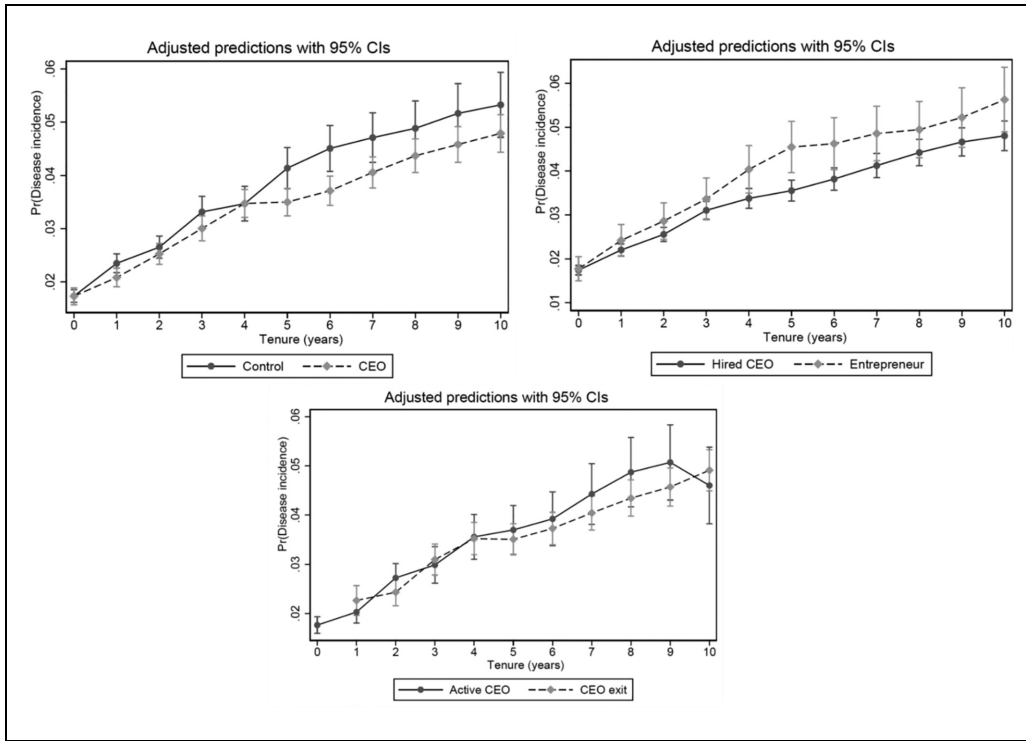 Adjusted predictions with 95% CIs
Pr(Disease incidence)
.06
.05
.04
.03
.02
0 1 2 3 4 5 6 7 8 9 10
Tenure (years)
Control CEO
Adjusted predictions with 95% CIs
Pr(Disease incidence)
.06
.05
.04
.03
.02
.01
0 1 2 3 4 5 6 7 8 9 10
Tenure (years)
Hired CEO Entrepreneur
Adjusted predictions with 95% CIs
Pr(Disease incidence)
.06
.05
.04
.03
.02
0 1 2 3 4 5 6 7 8 9 10
Tenure (years)
Active CEO CEO exit